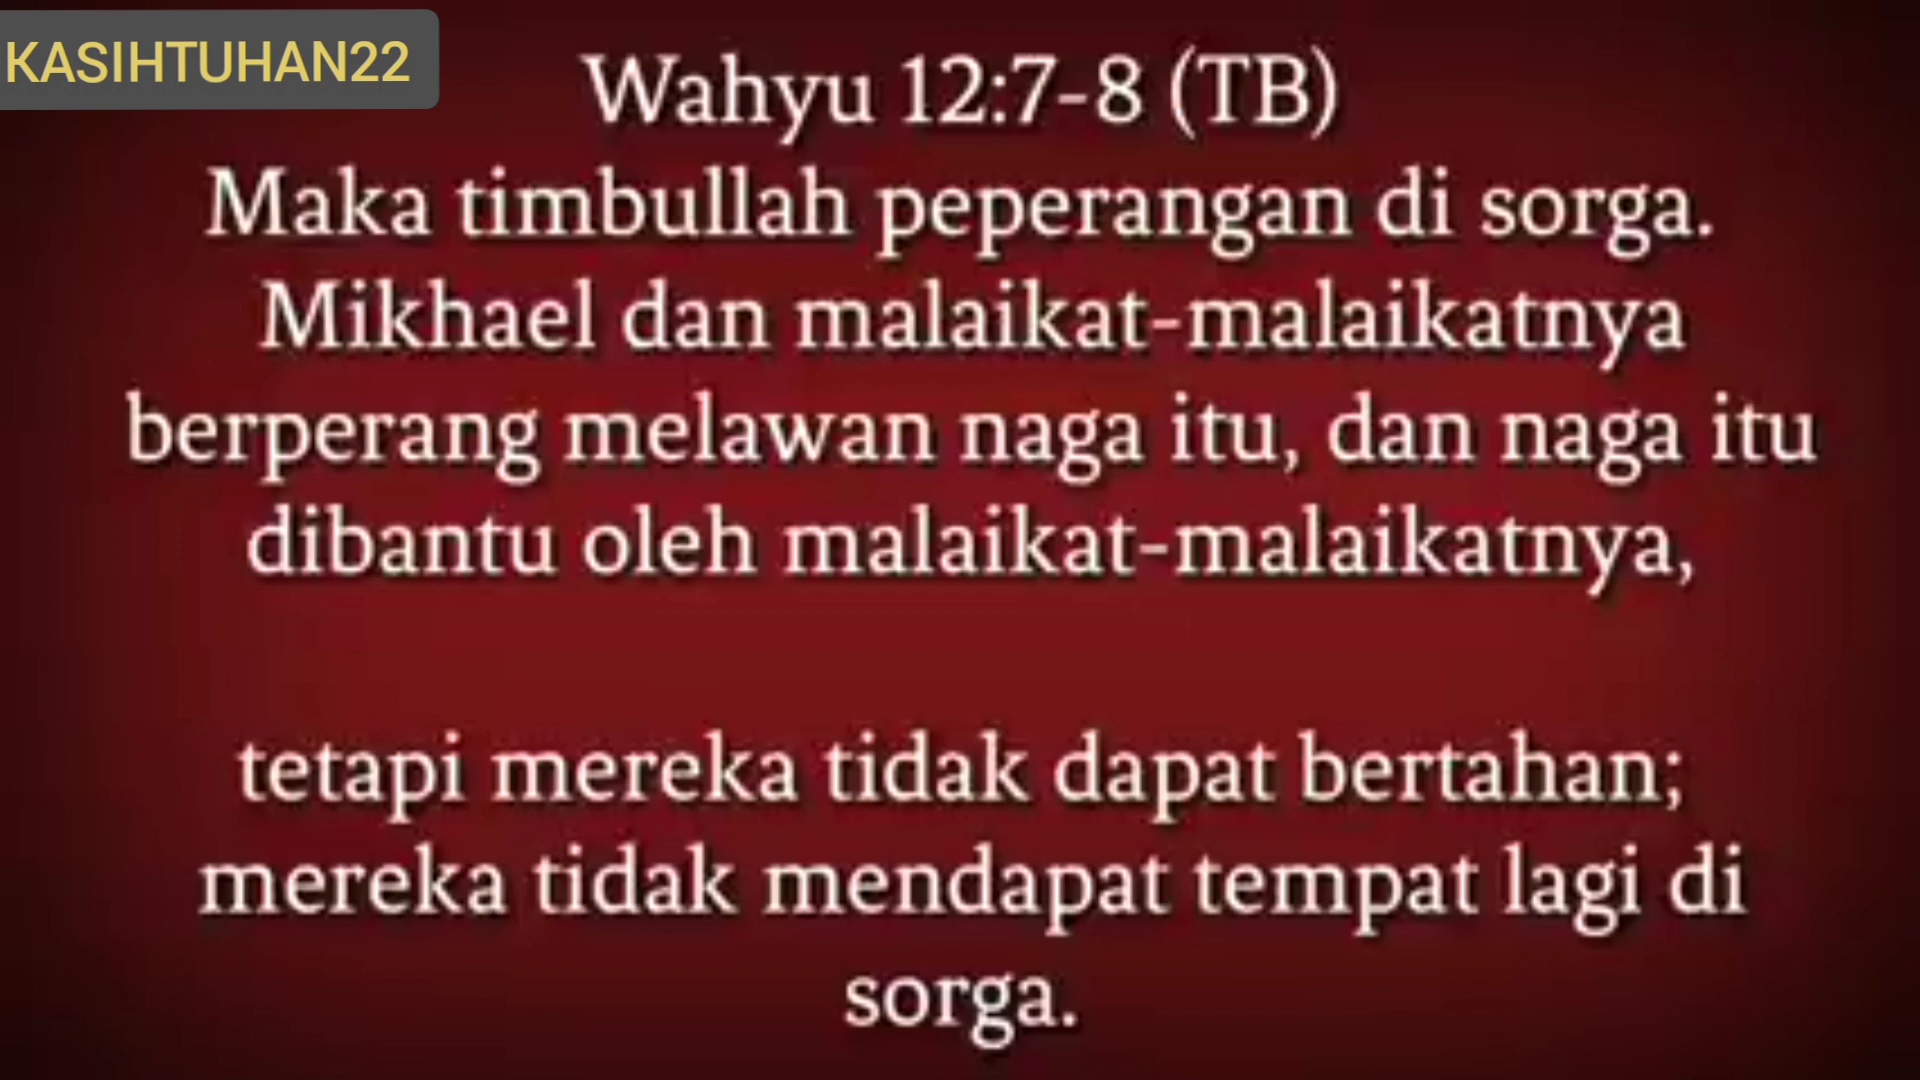 KASIHTUHAN22
Wahyu 12:7-8 (TB)
Maka timbullah peperangan di sorga.
Mikhael dan malaikat-malaikatnya
berperang melawan naga itu, dan naga itu
dibantu oleh malaikat-malaikatnya,
tetapi mereka tidak dapat bertahan;
mereka tidak mendapat tempat lagi di
sorga.